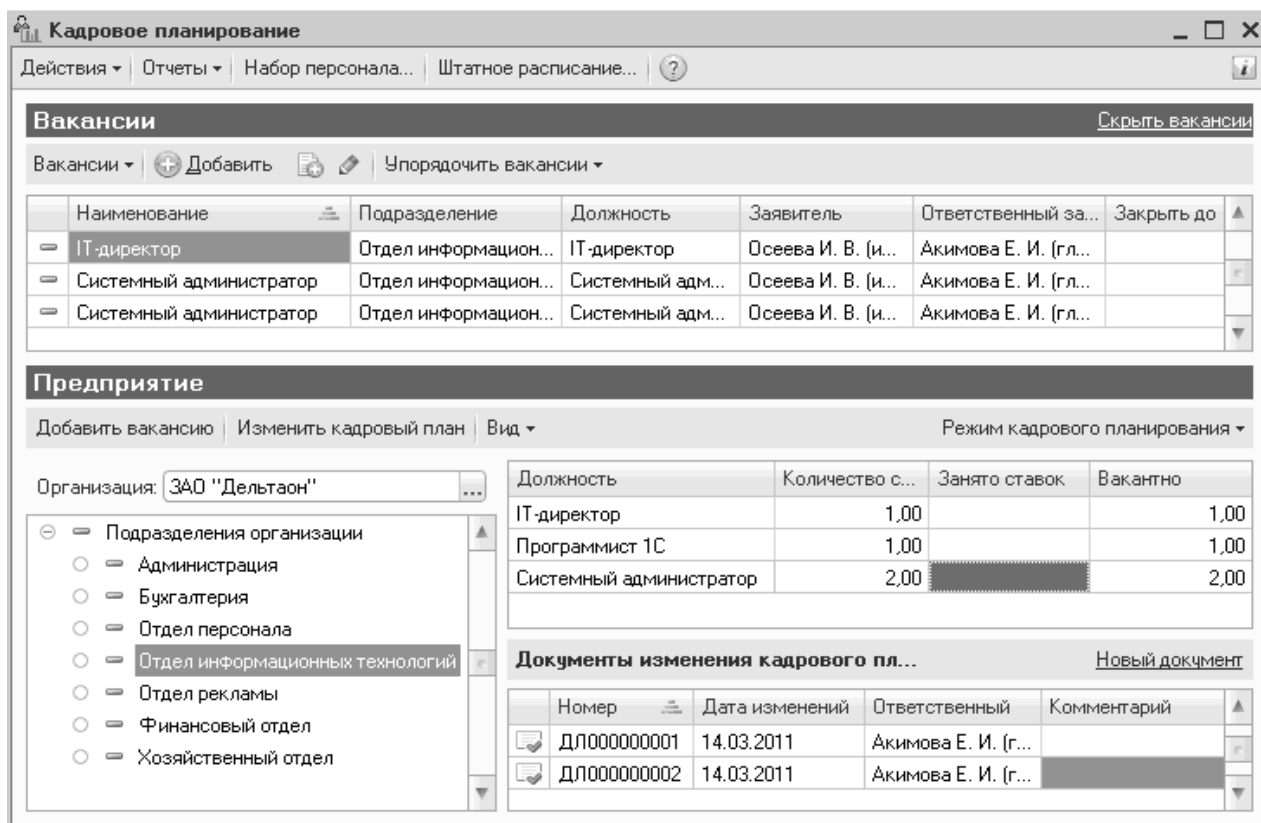 Кадровое планирование
Действия Отчеты Набор персонала... Штатное расписание... ?
Вакансии Скрыть вакансии
Вакансии Добавить Упорядочить вакансии
Наименование Подразделение Должность Заявитель Ответственный за... Закрыть до
IT-директор Отдел информацион... IT-директор Осеева И. В. (и... Акимова Е. И. (гл...
Системный администратор Отдел информацион... Системный адм... Осеева И. В. (и... Акимова Е. И. (гл...
Системный администратор Отдел информацион... Системный адм... Осеева И. В. (и... Акимова Е. И. (гл...
Предприятие
Добавить вакансию Изменить кадровый план Вид Режим кадрового планирования
Организация: ЗАО "Дельтаон" ...
Подразделения организации
Администрация
Бухгалтерия
Отдел персонала
Отдел информационных технологий
Отдел рекламы
Финансовый отдел
Хозяйственный отдел
Должность Количество с... Занято ставок Вакантно
IT-директор 1,00 1,00
Программист 1С 1,00 1,00
Системный администратор 2,00 2,00
Документы изменения кадрового пл... Новый документ
Номер Дата изменений Ответственный Комментарий
ДЛ000000001 14.03.2011 Акимова Е. И. (г...
ДЛ000000002 14.03.2011 Акимова Е. И. (г...